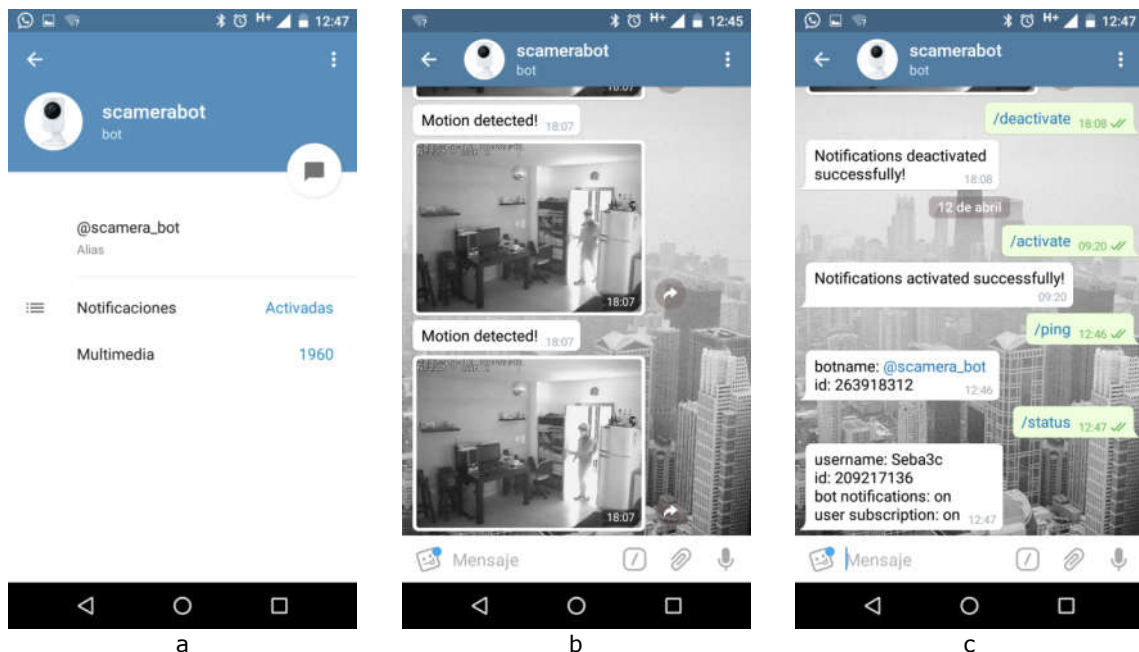 12:47
scamerabot
bot
@scamera_bot
Alias
Notificaciones Activadas
Multimedia 1960
a
12:45
scamerabot
bot
18:07
Motion detected! 18:07
18:07
Motion detected! 18:07
18:07
Mensaje
b
12:47
scamerabot
bot
/deactivate 18:08
Notifications deactivated
successfully! 18:08
12 de abril
/activate 09:20
Notifications activated successfully!
09:20
/ping 12:46
botname: @scamera_bot
id: 263918312 12:46
/status 12:47
username: Seba3c
id: 209217136
bot notifications: on
user subscription: on 12:47
Mensaje
c